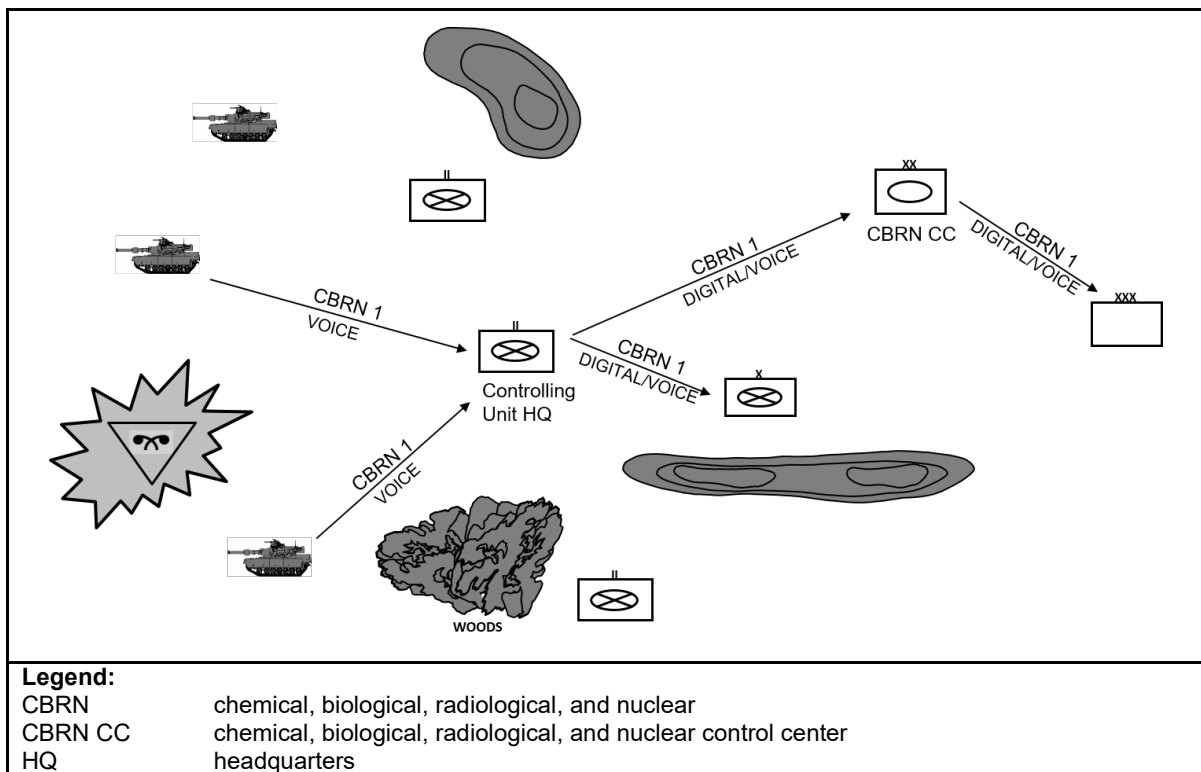 II
XX
CBRN CC
CBRN 1
DIGITAL/VOICE
CBRN 1
DIGITAL/VOICE
XXX
CBRN 1
VOICE
II
Controlling
Unit HQ
CBRN 1
DIGITAL/VOICE
X
CBRN 1
VOICE
WOODS
II
Legend:
CBRN chemical, biological, radiological, and nuclear
CBRN CC chemical, biological, radiological, and nuclear control center
HQ headquarters